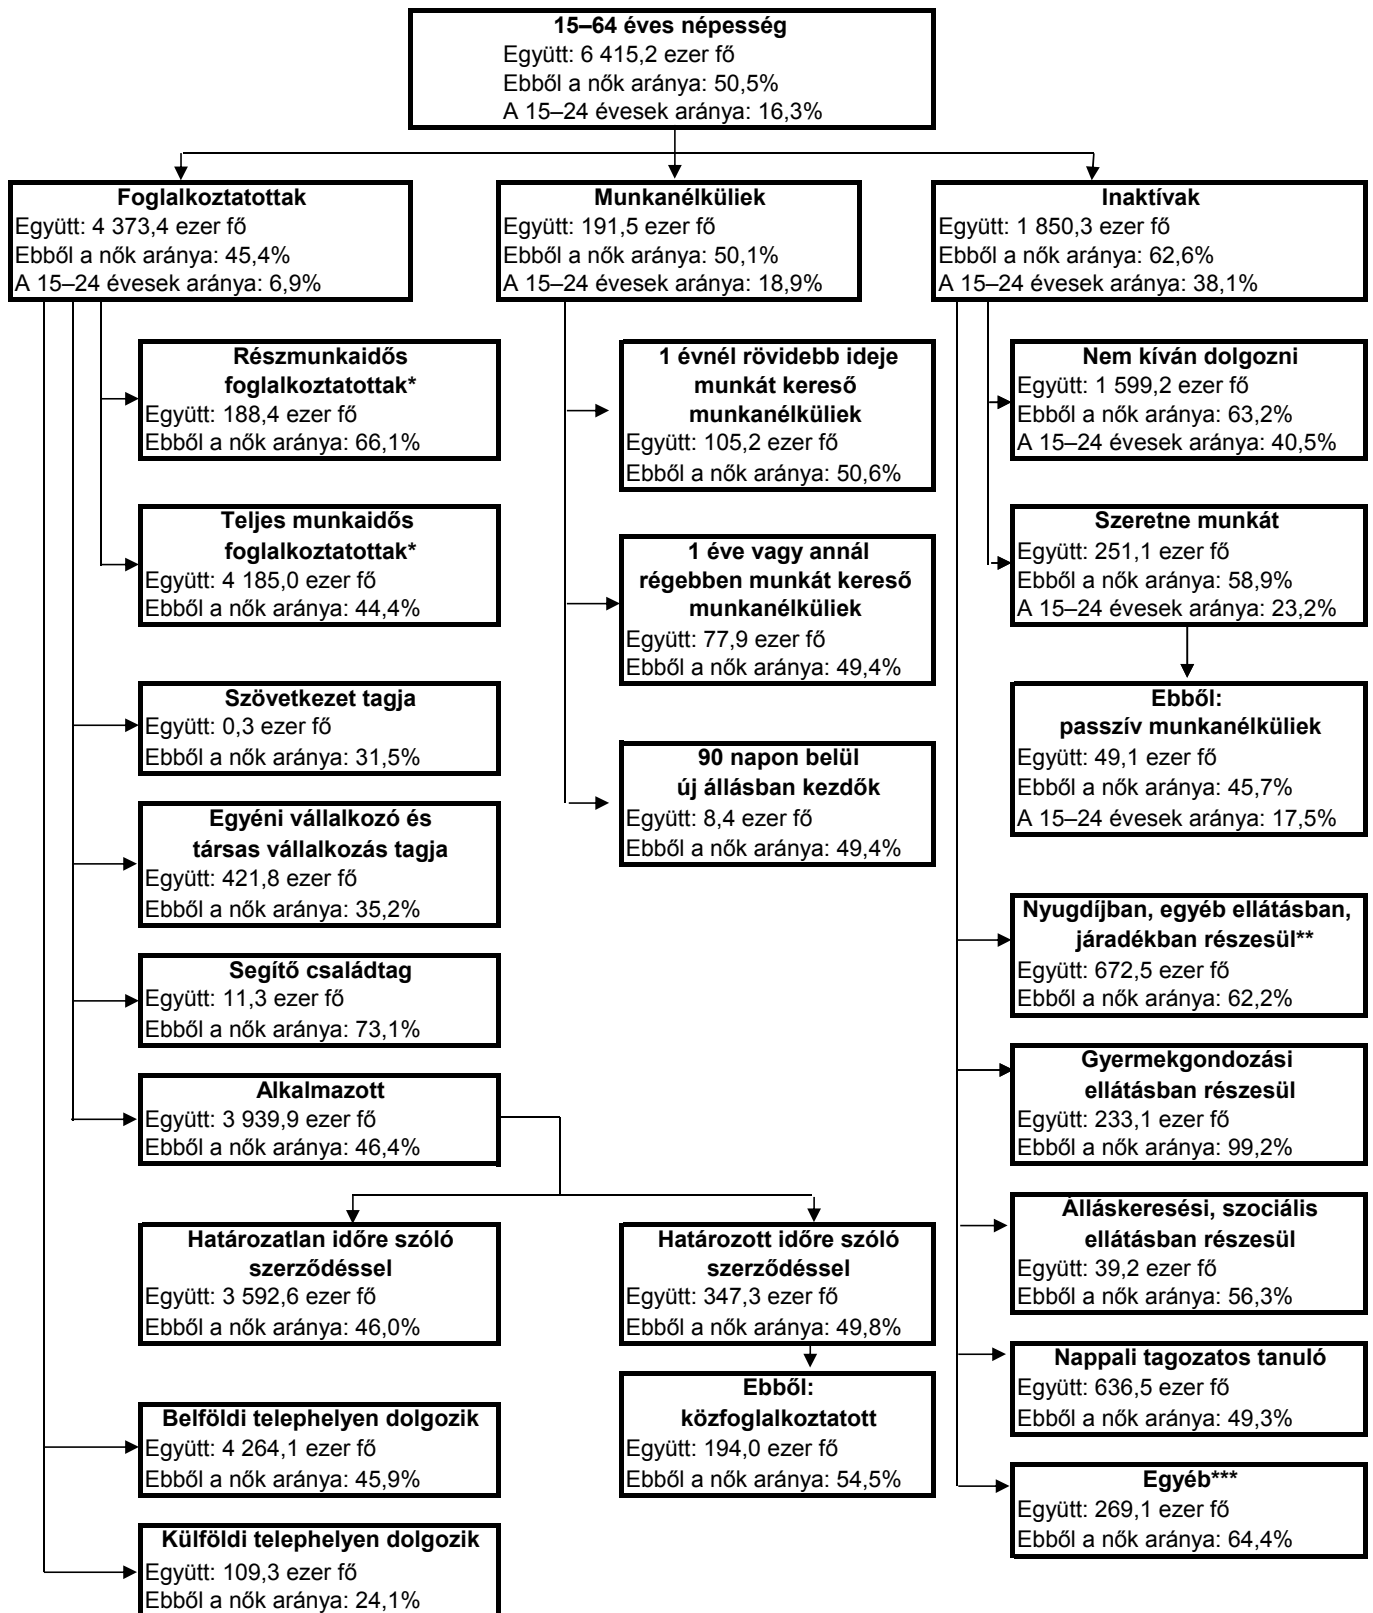 15–64 éves népesség
Együtt: 6 415,2 ezer fő
Ebből a nők aránya: 50,5%
A 15–24 évesek aránya: 16,3%
Foglalkoztatottak
Együtt: 4 373,4 ezer fő
Ebből a nők aránya: 45,4%
A 15–24 évesek aránya: 6,9%
Munkanélküliek
Együtt: 191,5 ezer fő
Ebből a nők aránya: 50,1%
A 15–24 évesek aránya: 18,9%
Inaktívak
Együtt: 1 850,3 ezer fő
Ebből a nők aránya: 62,6%
A 15–24 évesek aránya: 38,1%
Részmunkaidős
foglalkoztatottak*
Együtt: 188,4 ezer fő
Ebből a nők aránya: 66,1%
Teljes munkaidős
foglalkoztatottak*
Együtt: 4 185,0 ezer fő
Ebből a nők aránya: 44,4%
Szövetkezet tagja
Együtt: 0,3 ezer fő
Ebből a nők aránya: 31,5%
Egyéni vállalkozó és
társas vállalkozás tagja
Együtt: 421,8 ezer fő
Ebből a nők aránya: 35,2%
Segítő családtag
Együtt: 11,3 ezer fő
Ebből a nők aránya: 73,1%
Alkalmazott
Együtt: 3 939,9 ezer fő
Ebből a nők aránya: 46,4%
Határozatlan időre szóló
szerződéssel
Együtt: 3 592,6 ezer fő
Ebből a nők aránya: 46,0%
Belföldi telephelyen dolgozik
Együtt: 4 264,1 ezer fő
Ebből a nők aránya: 45,9%
Külföldi telephelyen dolgozik
Együtt: 109,3 ezer fő
Ebből a nők aránya: 24,1%
1 évnél rövidebb ideje
munkát kereső
munkanélküliek
Együtt: 105,2 ezer fő
Ebből a nők aránya: 50,6%
1 éve vagy annál
régebben munkát kereső
munkanélküliek
Együtt: 77,9 ezer fő
Ebből a nők aránya: 49,4%
90 napon belül
új állásban kezdők
Együtt: 8,4 ezer fő
Ebből a nők aránya: 49,4%
Határozott időre szóló
szerződéssel
Együtt: 347,3 ezer fő
Ebből a nők aránya: 49,8%
Ebből:
közfoglalkoztatott
Együtt: 194,0 ezer fő
Ebből a nők aránya: 54,5%
Nem kíván dolgozni
Együtt: 1 599,2 ezer fő
Ebből a nők aránya: 63,2%
A 15–24 évesek aránya: 40,5%
Szeretne munkát
Együtt: 251,1 ezer fő
Ebből a nők aránya: 58,9%
A 15–24 évesek aránya: 23,2%
Ebből:
passzív munkanélküliek
Együtt: 49,1 ezer fő
Ebből a nők aránya: 45,7%
A 15–24 évesek aránya: 17,5%
Nyugdíjban, egyéb ellátásban,
járadékban részesül**
Együtt: 672,5 ezer fő
Ebből a nők aránya: 62,2%
Gyermekgondozási
ellátásban részesül
Együtt: 233,1 ezer fő
Ebből a nők aránya: 99,2%
Álláskeresési, szociális
ellátásban részesül
Együtt: 39,2 ezer fő
Ebből a nők aránya: 56,3%
Nappali tagozatos tanuló
Együtt: 636,5 ezer fő
Ebből a nők aránya: 49,3%
Egyéb***
Együtt: 269,1 ezer fő
Ebből a nők aránya: 64,4%